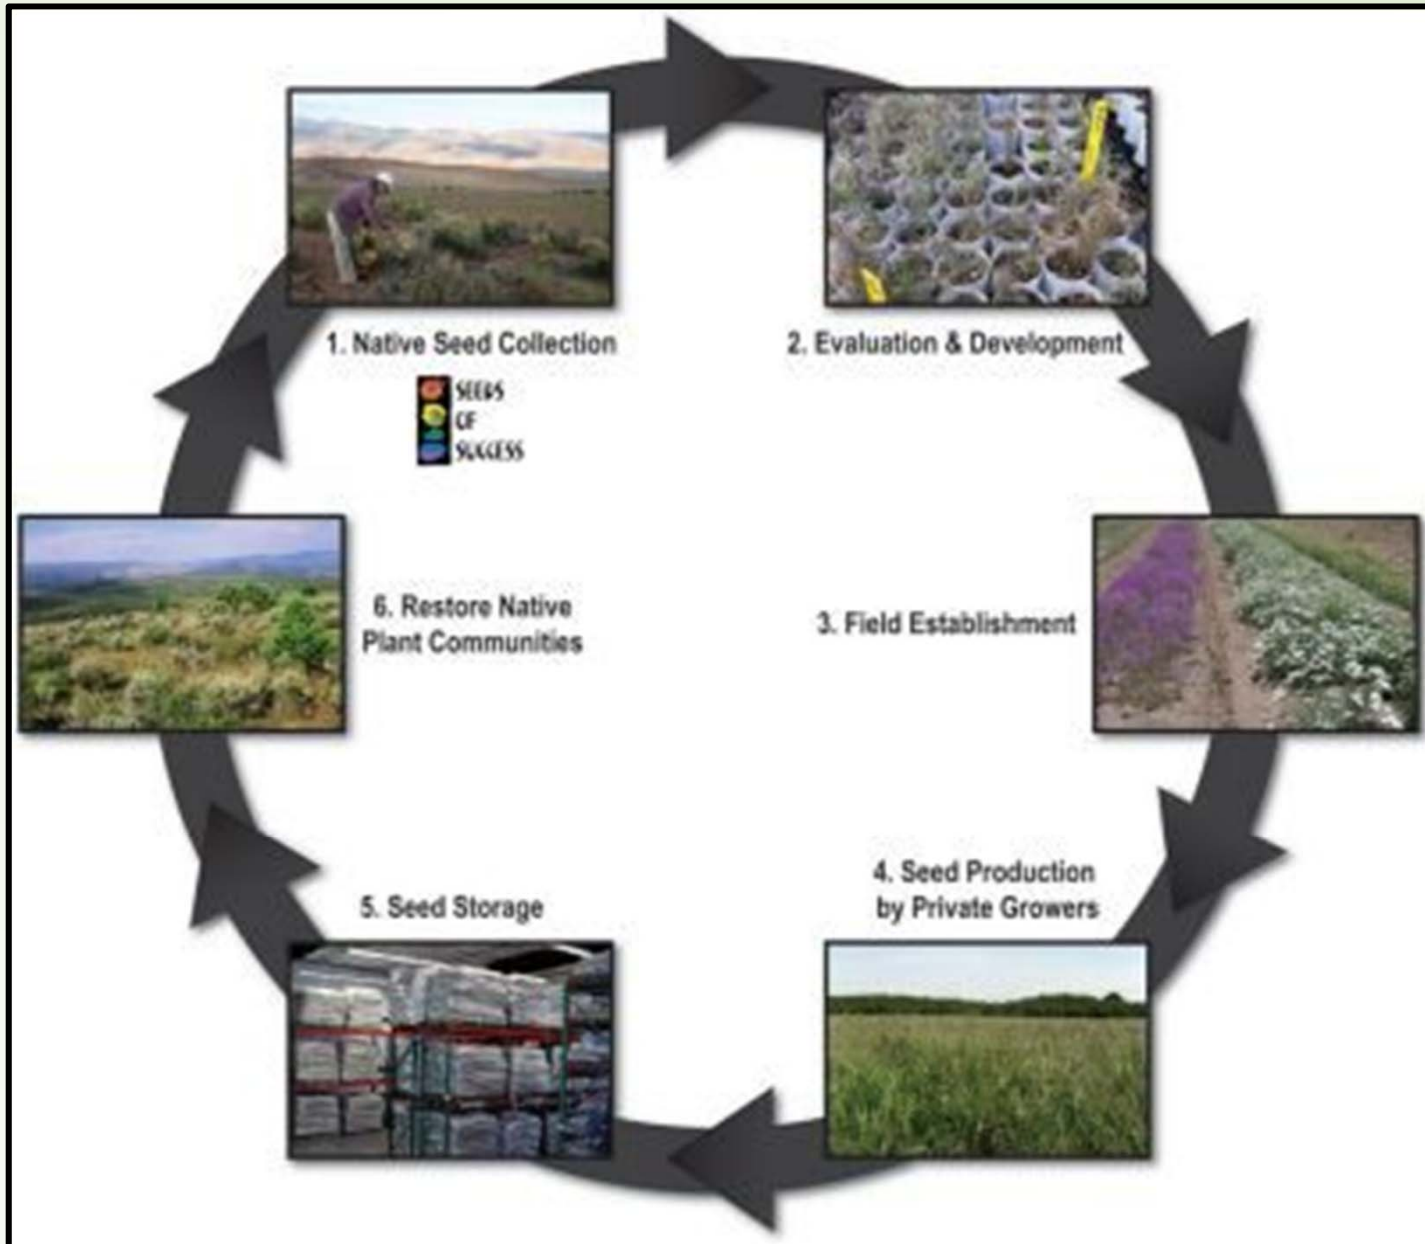 1. Native Seed Collection
SEEDS
OF
SUCCESS
2. Evaluation & Development
3. Field Establishment
4. Seed Production
by Private Growers
5. Seed Storage
6. Restore Native
Plant Communities